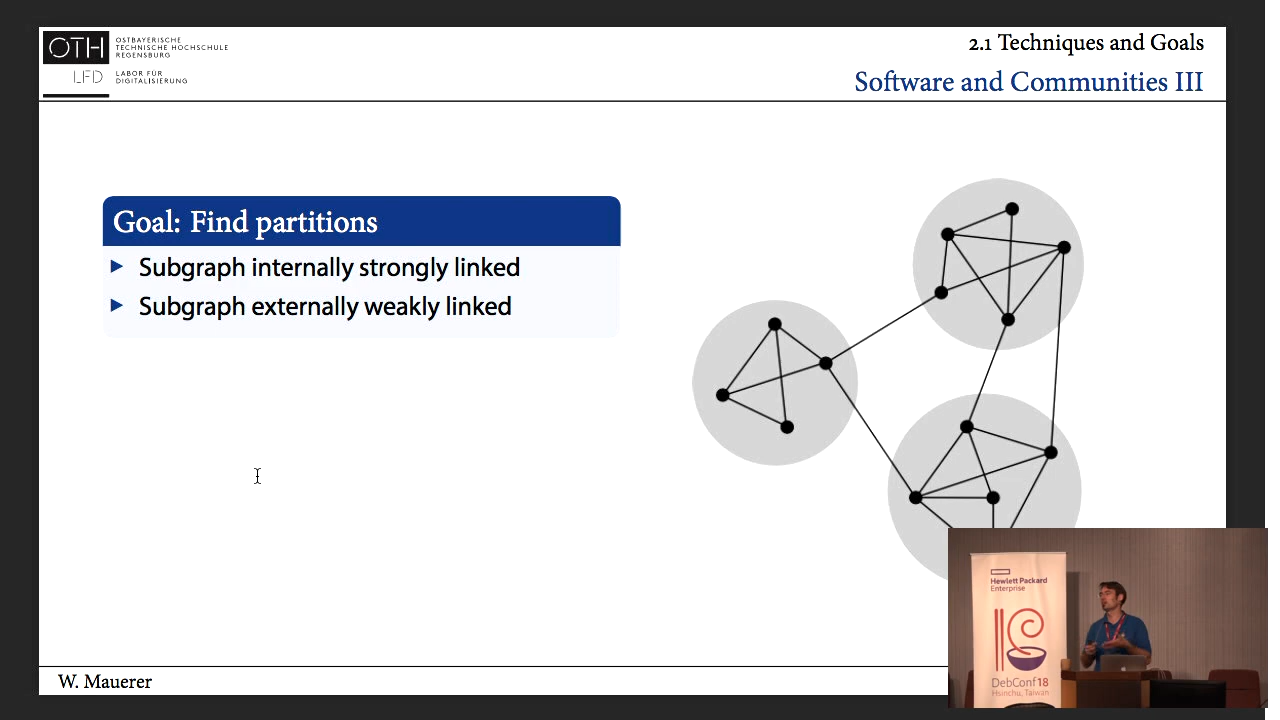 OTH
OSTBAYERISCHE
TECHNISCHE HOCHSCHULE
REGENSBURG
LFD
LABOR FÜR
DIGITALISIERUNG
2.1 Techniques and Goals
Software and Communities III
Goal: Find partitions
Subgraph internally strongly linked
Subgraph externally weakly linked
W. Mauerer
Hewlett Packard
Enterprise
DebConf18
Hsinchu, Taiwan